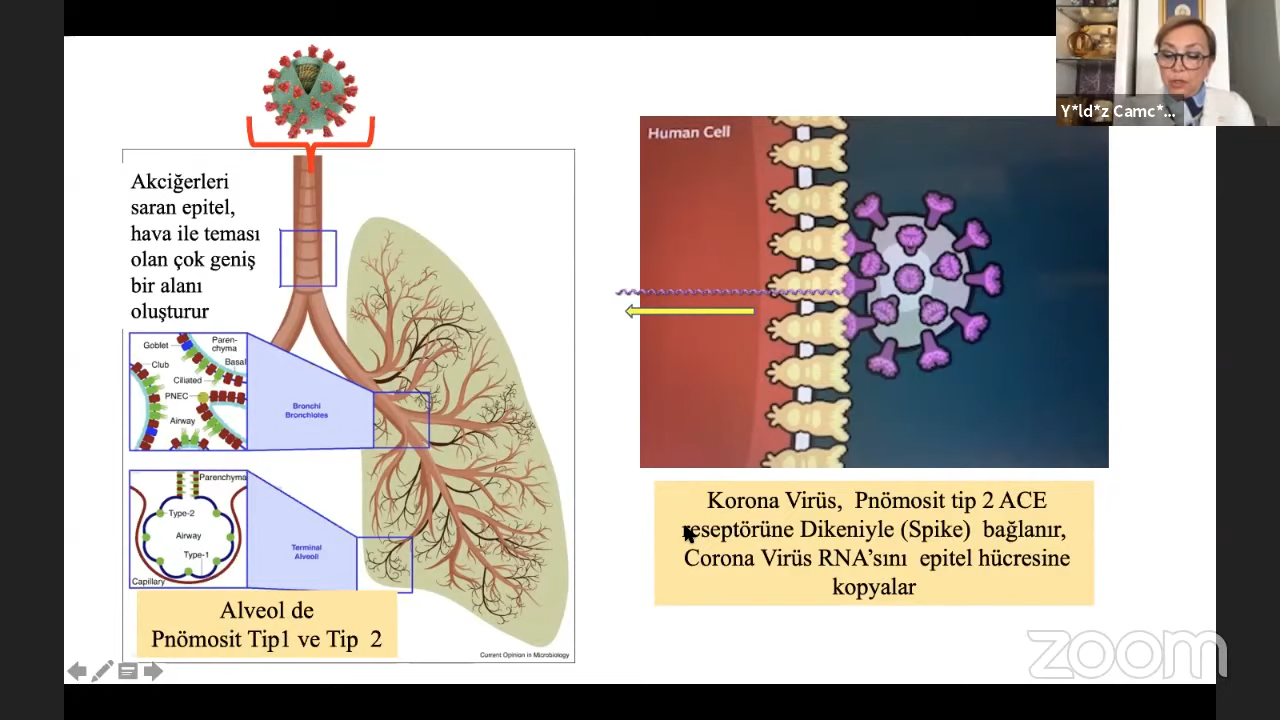 Y*ld*z Camc*...
Human Cell
Akciğerleri
saran epitel,
hava ile teması
olan çok geniş
bir alanı
oluşturur
Goblet
Paren-
chyma
Club
Basal
Ciliated
PNEC
Airway
Bronchi
Bronchioles
Parenchyma
Type-2
Airway
Type-1
Capillary
Terminal
Alveoli
Alveol de
Pnömosit Tip1 ve Tip 2
Current Opinion in Microbiology
Korona Virüs, Pnömosit tip 2 ACE
reseptörüne Dikeniyle (Spike) bağlanır,
Corona Virüs RNA’sını epitel hücresine
kopyalar
zoom